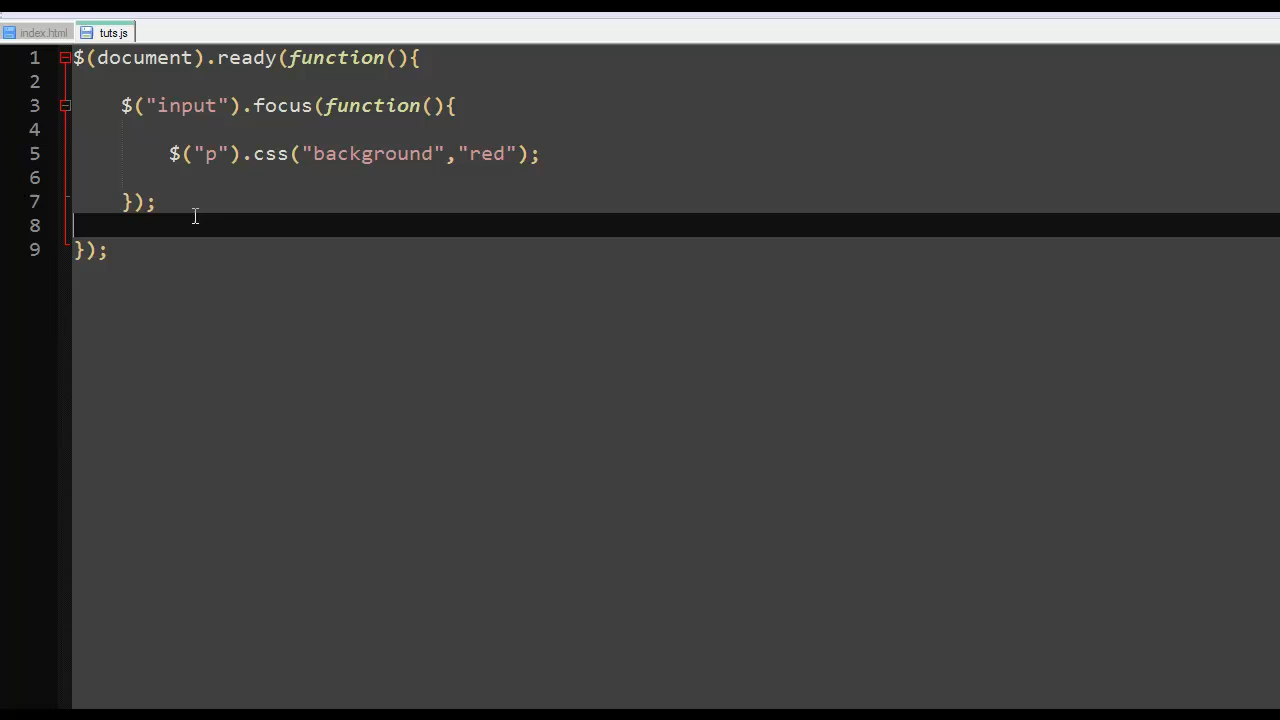 index.html tuts.js
1 $(document).ready(function(){
2
3 $("input").focus(function(){
4
5 $("p").css("background","red");
6
7 });
8
9 });